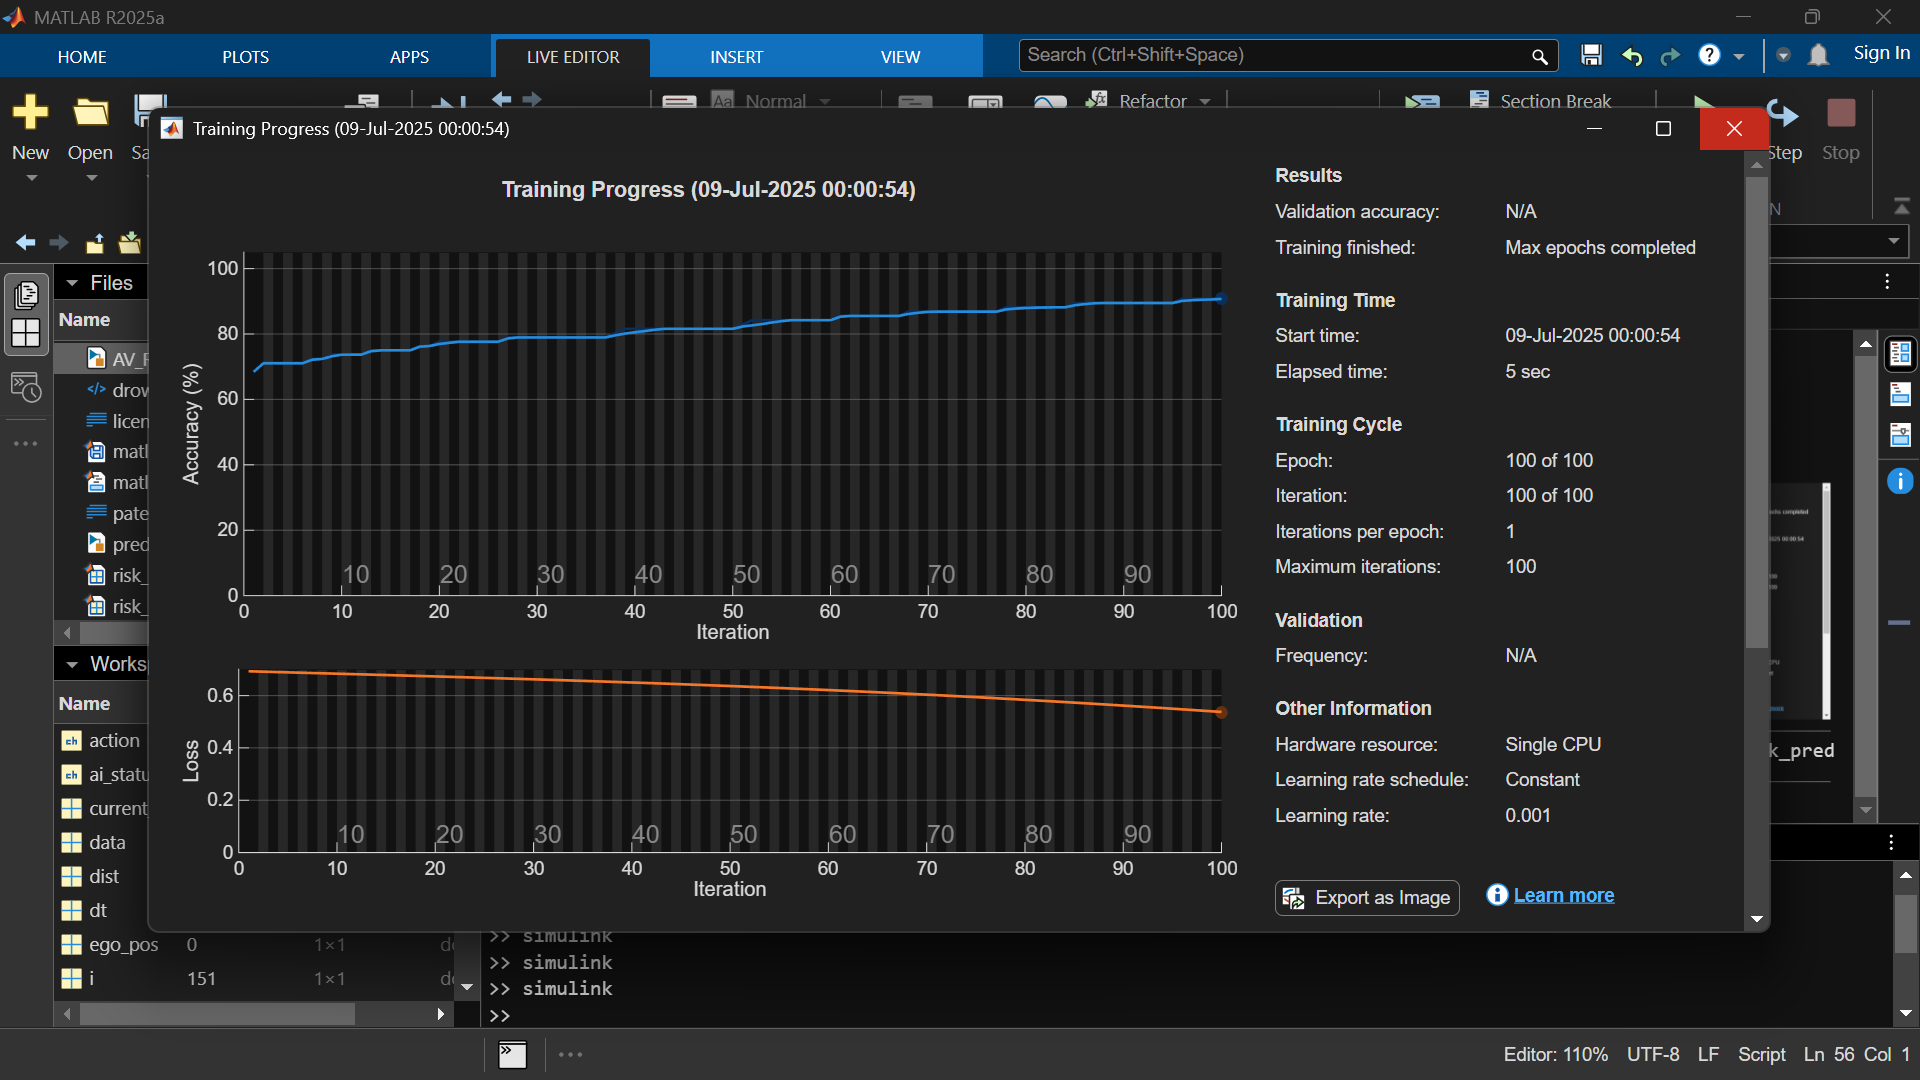 MATLAB R2025a
HOME PLOTS APPS LIVE EDITOR INSERT VIEW Search (Ctrl+Shift+Space) Sign In
Normal Refactor Section Break
New Open Step Stop
Training Progress (09-Jul-2025 00:00:54)
Training Progress (09-Jul-2025 00:00:54)
100
80
60
40
20
0
Accuracy (%)
10 20 30 40 50 60 70 80 90
0 10 20 30 40 50 60 70 80 90 100
Iteration
0.6
0.4
0.2
0
Loss
10 20 30 40 50 60 70 80 90
0 10 20 30 40 50 60 70 80 90 100
Iteration
Results
Validation accuracy: N/A
Training finished: Max epochs completed
Training Time
Start time: 09-Jul-2025 00:00:54
Elapsed time: 5 sec
Training Cycle
Epoch: 100 of 100
Iteration: 100 of 100
Iterations per epoch: 1
Maximum iterations: 100
Validation
Frequency: N/A
Other Information
Hardware resource: Single CPU
Learning rate schedule: Constant
Learning rate: 0.001
Export as Image Learn more
Files
Name
AV_
drow
licen
matl
matl
pate
pred
risk_
risk_
Works
Name
action
ai_statu
current
data
dist
dt
ego_pos 0 1×1
i 151 1×1
k_pred
>> simulink
>> simulink
>> simulink
>>
Editor: 110% UTF-8 LF Script Ln 56 Col 1